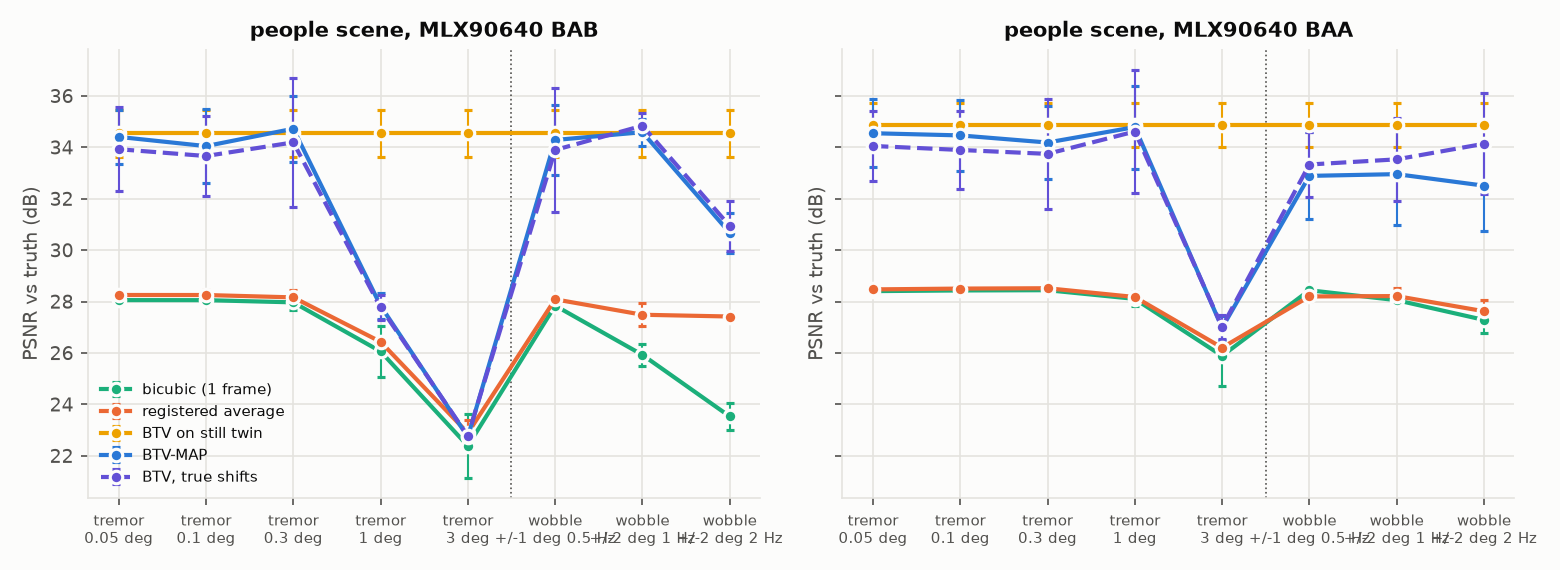 people scene, MLX90640 BAB
people scene, MLX90640 BAA
PSNR vs truth (dB)
36
34
32
30
28
26
24
22
bicubic (1 frame)
registered average
BTV on still twin
BTV-MAP
BTV, true shifts
tremor
0.05 deg
tremor
0.1 deg
tremor
0.3 deg
tremor
1 deg
tremor
3 deg
wobble
+/-1 deg 0.5 Hz
wobble
+/-2 deg 1 Hz
wobble
+/-2 deg 2 Hz
PSNR vs truth (dB)
tremor
0.05 deg
tremor
0.1 deg
tremor
0.3 deg
tremor
1 deg
tremor
3 deg
wobble
+/-1 deg 0.5 Hz
wobble
+/-2 deg 1 Hz
wobble
+/-2 deg 2 Hz